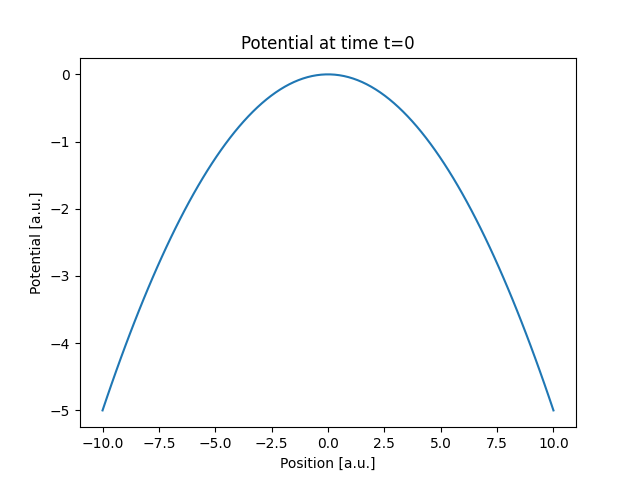 Potential at time t=0
Potential [a.u.]
0
−1
−2
−3
−4
−5
−10.0 −7.5 −5.0 −2.5 0.0 2.5 5.0 7.5 10.0
Position [a.u.]